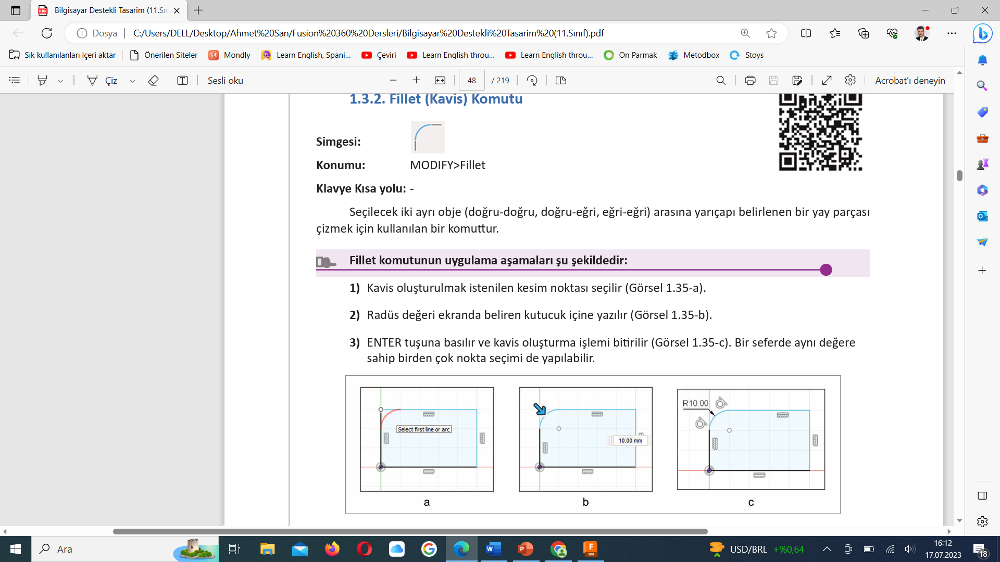 Bilgisayar Destekli Tasarim (11.Sır
Dosya
C:/Users/DELL/Desktop/Ahmet%20San/Fusion%20360%20Dersleri/Bilgisayar%20Destekli%20Tasarim%20(11.Sınıf).pdf
Sık kullanılanları içeri aktar
Önerilen Siteler
Mondly
Learn English, Spani...
Çeviri
Learn English throu...
Learn English throu...
On Parmak
Metodbox
Stoys
Çiz
Sesli oku
48
/ 219
Acrobat'ı deneyin
1.3.2. Fillet (Kavis) Komutu
Simgesi:
Konumu: MODIFY>Fillet
Klavye Kısa yolu: -
Seçilecek iki ayrı obje (doğru-doğru, doğru-eğri, eğri-eğri) arasına yarıçapı belirlenen bir yay parçası
çizmek için kullanılan bir komuttur.
Fillet komutunun uygulama aşamaları şu şekildedir:
1) Kavis oluşturulmak istenilen kesim noktası seçilir (Görsel 1.35-a).
2) Radüs değeri ekranda beliren kutucuk içine yazılır (Görsel 1.35-b).
3) ENTER tuşuna basılır ve kavis oluşturma işlemi bitirilir (Görsel 1.35-c). Bir seferde aynı değere
sahip birden çok nokta seçimi de yapılabilir.
Select first line or arc
10.00 mm
R10.00
a
b
c
Ara
USD/BRL +%0,64
16:12
17.07.2023
18